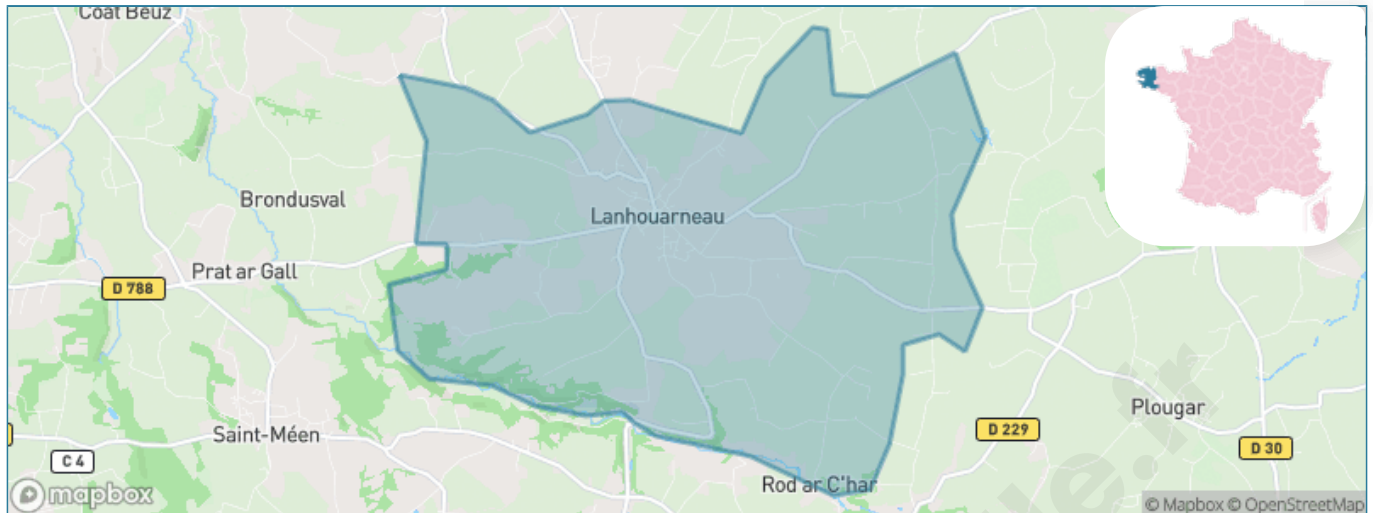 Coat Beuz
Brondusval
Lanhouarneau
Prat ar Gall
D 788
Plougar
Saint-Méen
D 229
D 30
C 4
Rod ar C'har
mapbox
© Mapbox © OpenStreetMap